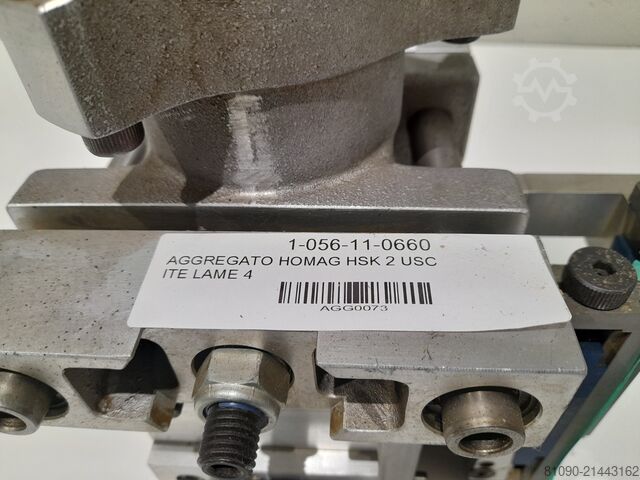 1-056-11-0660
AGGREGATO HOMAG HSK 2 USC
ITE LAME 4
AGG0073
81090-21443162